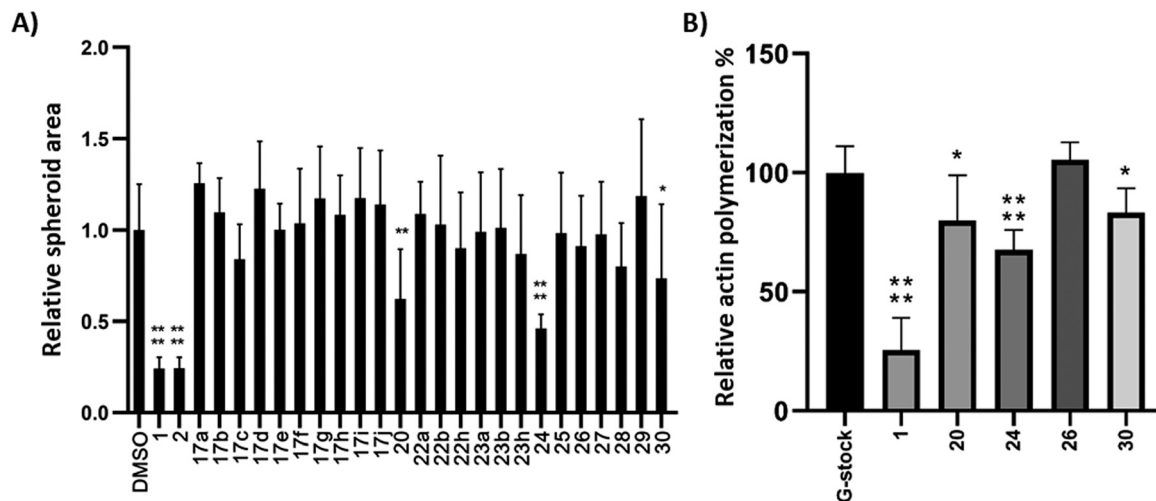 A)
Relative spheroid area
2.0
1.5
1.0
0.5
0.0
** **
** **
**
** **
*
DMSO
1
2
17a
17b
17c
17d
17e
17f
17g
17h
17i
17j
20
22a
22b
22h
23a
23b
23h
24
25
26
27
28
29
30
B)
Relative actin polymerization %
150
100
50
0
**
**
*
**
**
*
G-stock
1
20
24
26
30